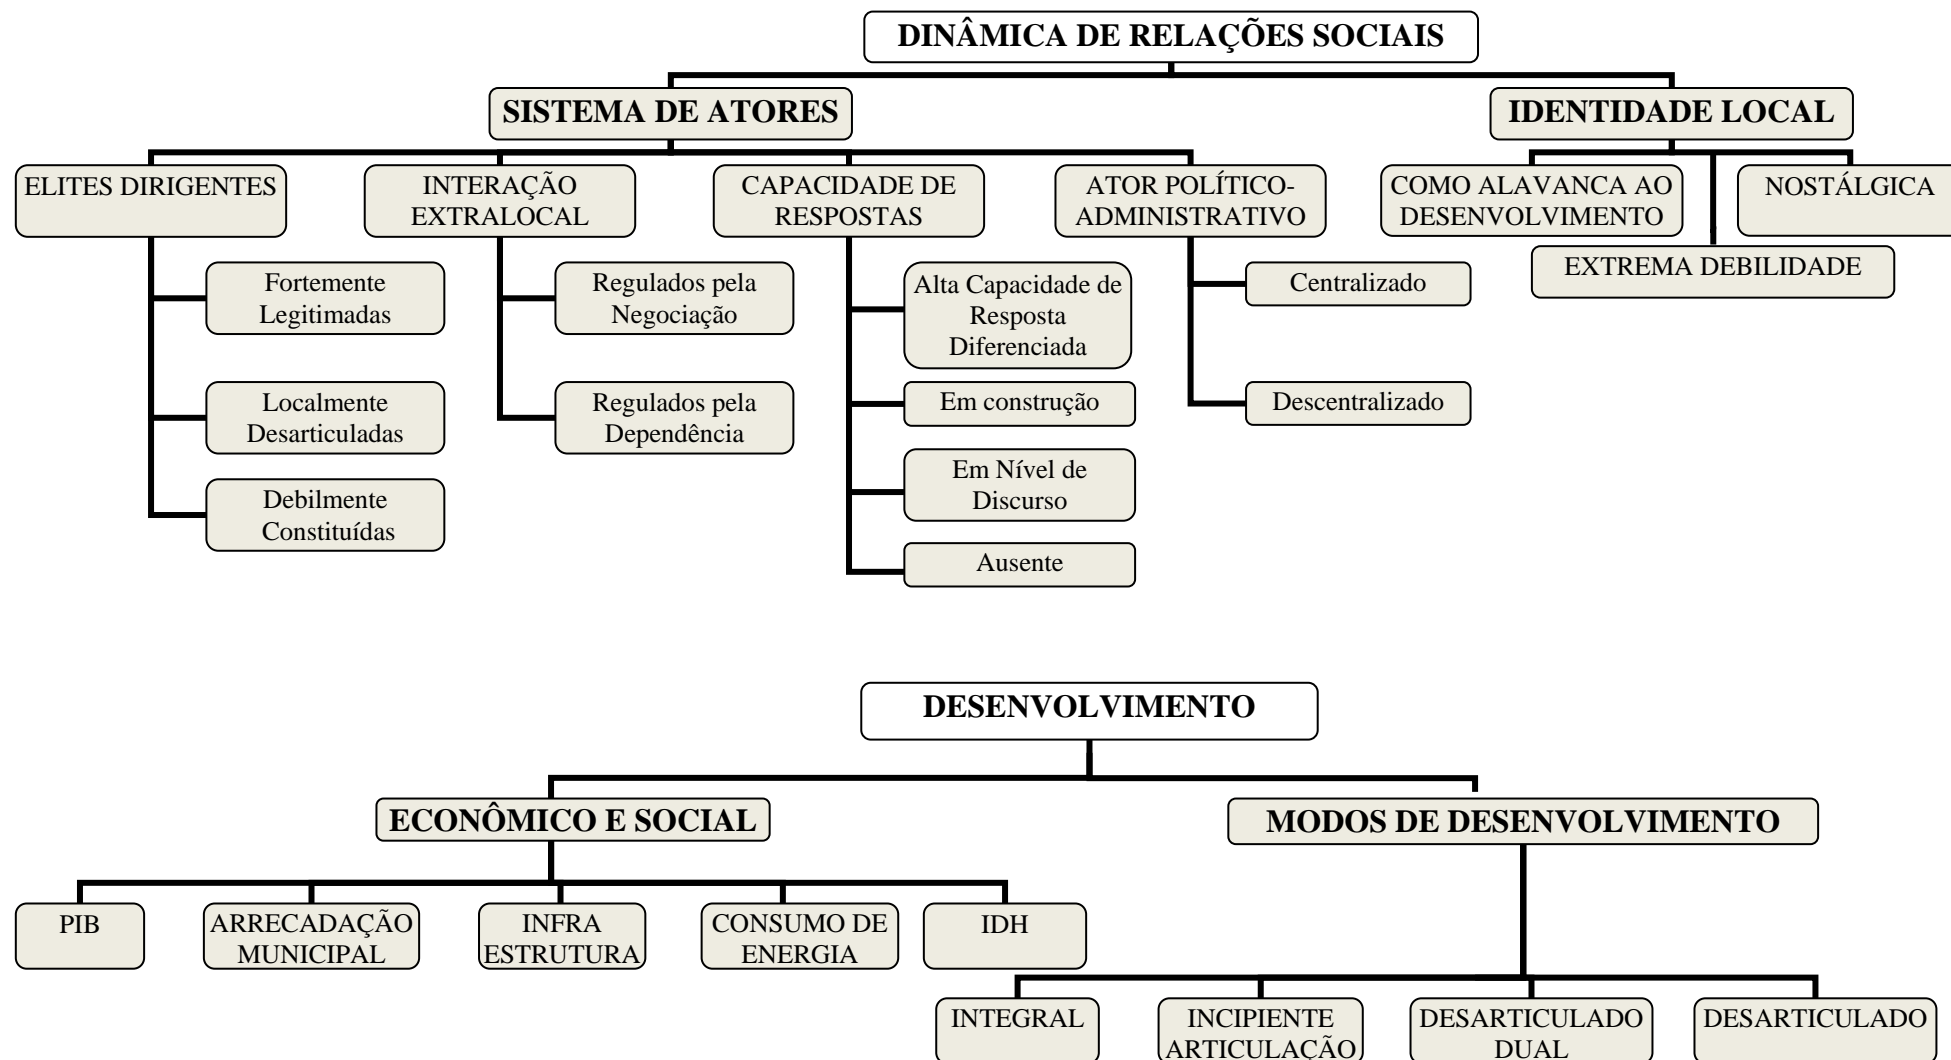 DINÂMICA DE RELAÇÕES SOCIAIS
SISTEMA DE ATORES
IDENTIDADE LOCAL
ELITES DIRIGENTES
INTERAÇÃO
EXTRALOCAL
CAPACIDADE DE
RESPOSTAS
ATOR POLÍTICO-
ADMINISTRATIVO
COMO ALAVANCA AO
DESENVOLVIMENTO
NOSTÁLGICA
EXTREMA DEBILIDADE
Fortemente
Legitimadas
Localmente
Desarticuladas
Debilmente
Constituídas
Regulados pela
Negociação
Regulados pela
Dependência
Alta Capacidade de
Resposta
Diferenciada
Em construção
Em Nível de
Discurso
Ausente
Centralizado
Descentralizado
DESENVOLVIMENTO
ECONÔMICO E SOCIAL
MODOS DE DESENVOLVIMENTO
PIB
ARRECADAÇÃO
MUNICIPAL
INFRA
ESTRUTURA
CONSUMO DE
ENERGIA
IDH
INTEGRAL
INCIPIENTE
ARTICULAÇÃO
DESARTICULADO
DUAL
DESARTICULADO